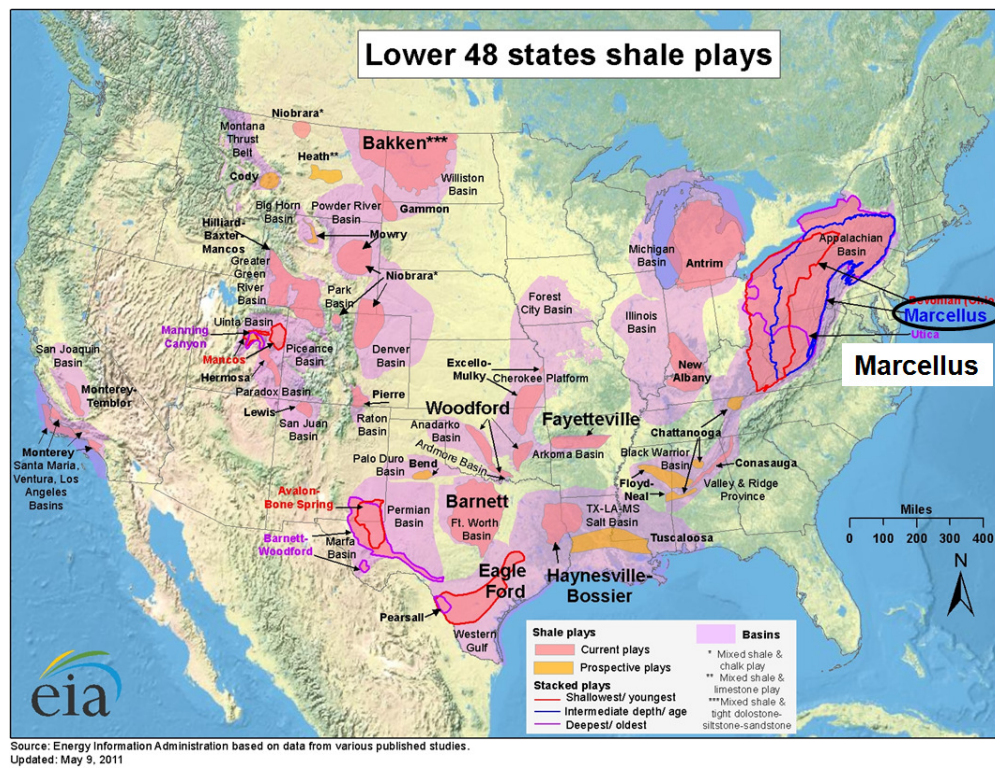 Lower 48 states shale plays
Niobrara*
Montana
Thrust
Belt
Bakken***
Heath**
Cody
Williston
Basin
Big Horn
Basin
Powder River
Basin
Gammon
Hilliard-
Baxter-
Mancos
Mowry
Greater
Green
River
Basin
Niobrara*
Park
Basin
Michigan
Basin
Antrim
Appalachian
Basin
Devonian (Ohio
Marcellus
Utica
Marcellus
Forest
City Basin
Illinois
Basin
Manning
Canyon
Uinta Basin
Mancos
Piceance
Basin
Denver
Basin
San Joaquin
Basin
Hermosa
Excello-
Mulky
Cherokee Platform
New
Albany
Monterey-
Temblor
Paradox Basin
Pierre
Lewis
San Juan
Basin
Raton
Basin
Woodford
Anadarko
Basin
Fayetteville
Chattanooga
Monterey
Santa Maria,
Ventura, Los
Angeles
Basins
Palo Duro
Basin
Bend
Ardmore Basin
Arkoma Basin
Black Warrior
Basin
Conasauga
Floyd-
Neal
Valley & Ridge
Province
Avalon-
Bone Spring
Permian
Basin
Barnett
Ft. Worth
Basin
TX-LA-MS
Salt Basin
Tuscaloosa
Barnett-
Woodford
Marfa
Basin
Eagle
Ford
Haynesville-
Bossier
Pearsall
Western
Gulf
Miles
0 100 200 300 400
N
Shale plays
Current plays
Prospective plays
Stacked plays
Shallowest/ youngest
Intermediate depth/ age
Deepest/ oldest
Basins
* Mixed shale &
chalk play
** Mixed shale &
limestone play
***Mixed shale &
tight dolostone-
siltstone-sandstone
eia
Source: Energy Information Administration based on data from various published studies.
Updated: May 9, 2011